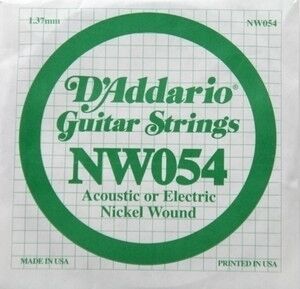 1.37mm NW054
D'Addario®
Guitar Strings
NW054
Acoustic or Electric
Nickel Wound
MADE IN USA PRINTED IN USA